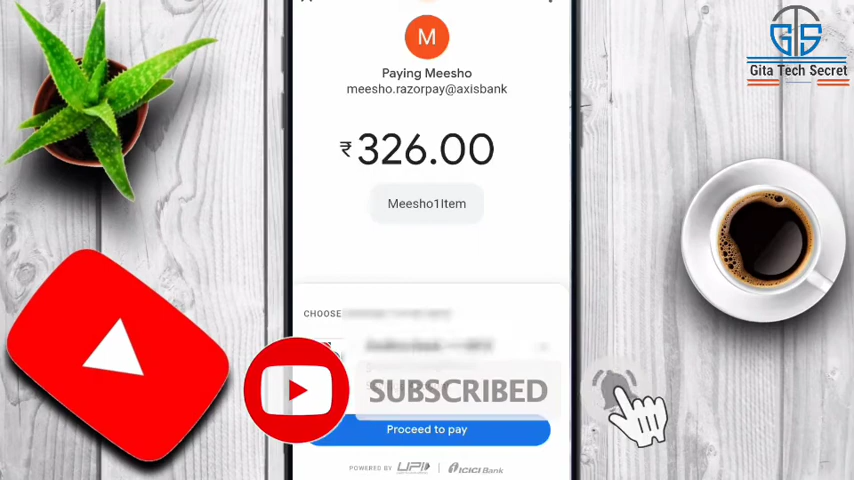 GTS
Gita Tech Secret
M
Paying Meesho
meesho.razorpay@axisbank
₹326.00
Meesho1Item
CHOOSE
SUBSCRIBED
Proceed to pay
POWERED BY UPI | ICICI Bank